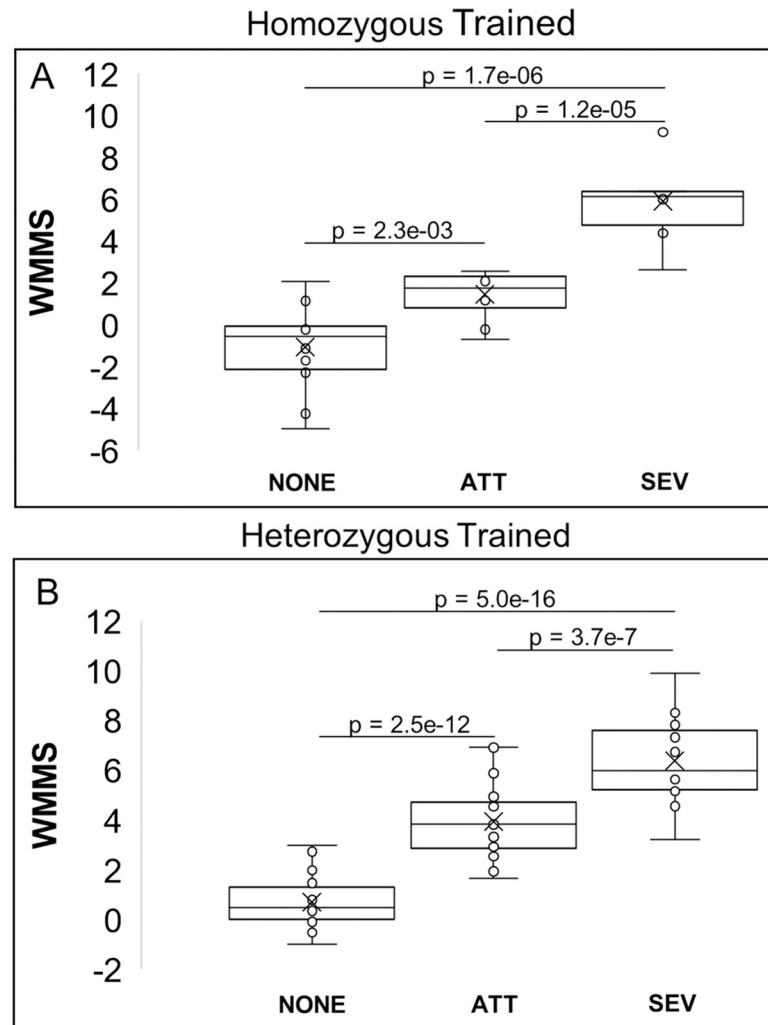 Homozygous Trained
A
12
p = 1.7e-06
10
p = 1.2e-05
8
6
4
p = 2.3e-03
2
0
-2
-4
-6
WMMS
NONE ATT SEV
Heterozygous Trained
B
12
p = 5.0e-16
p = 3.7e-7
10
8
p = 2.5e-12
6
4
2
0
-2
WMMS
NONE ATT SEV